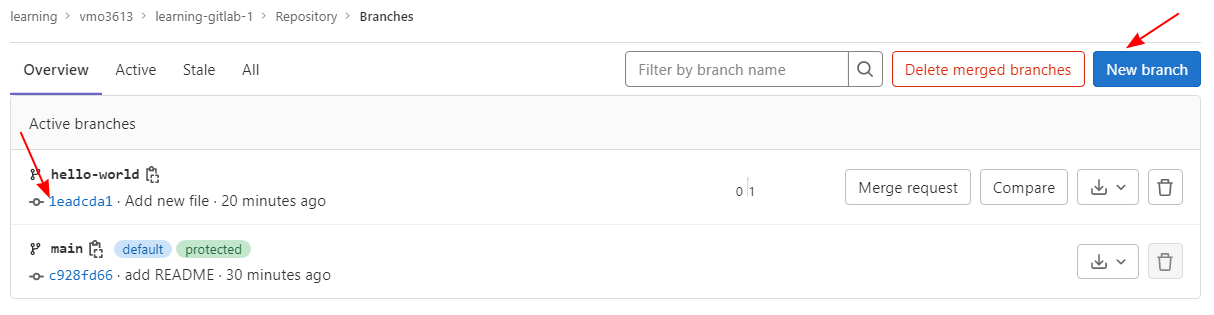 learning > vmo3613 > learning-gitlab-1 > Repository > Branches
Overview Active Stale All Filter by branch name Delete merged branches New branch
Active branches
hello-world
0 1 Merge request Compare
1eadcda1 · Add new file · 20 minutes ago
main default protected
c928fd66 · add README · 30 minutes ago